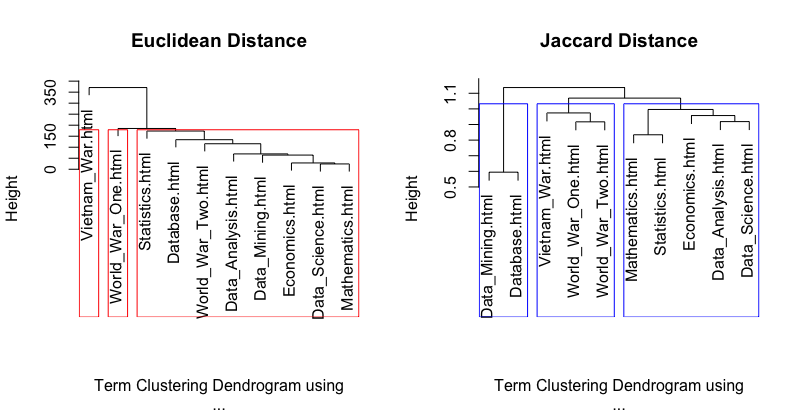 Euclidean Distance
Height
350
150
0
Vietnam_War.html
World_War_One.html
Statistics.html
Database.html
World_War_Two.html
Data_Analysis.html
Data_Mining.html
Economics.html
Data_Science.html
Mathematics.html
Term Clustering Dendrogram using
...
Jaccard Distance
Height
1.1
0.8
0.5
Data_Mining.html
Database.html
Vietnam_War.html
World_War_One.html
World_War_Two.html
Mathematics.html
Statistics.html
Economics.html
Data_Analysis.html
Data_Science.html
Term Clustering Dendrogram using
...